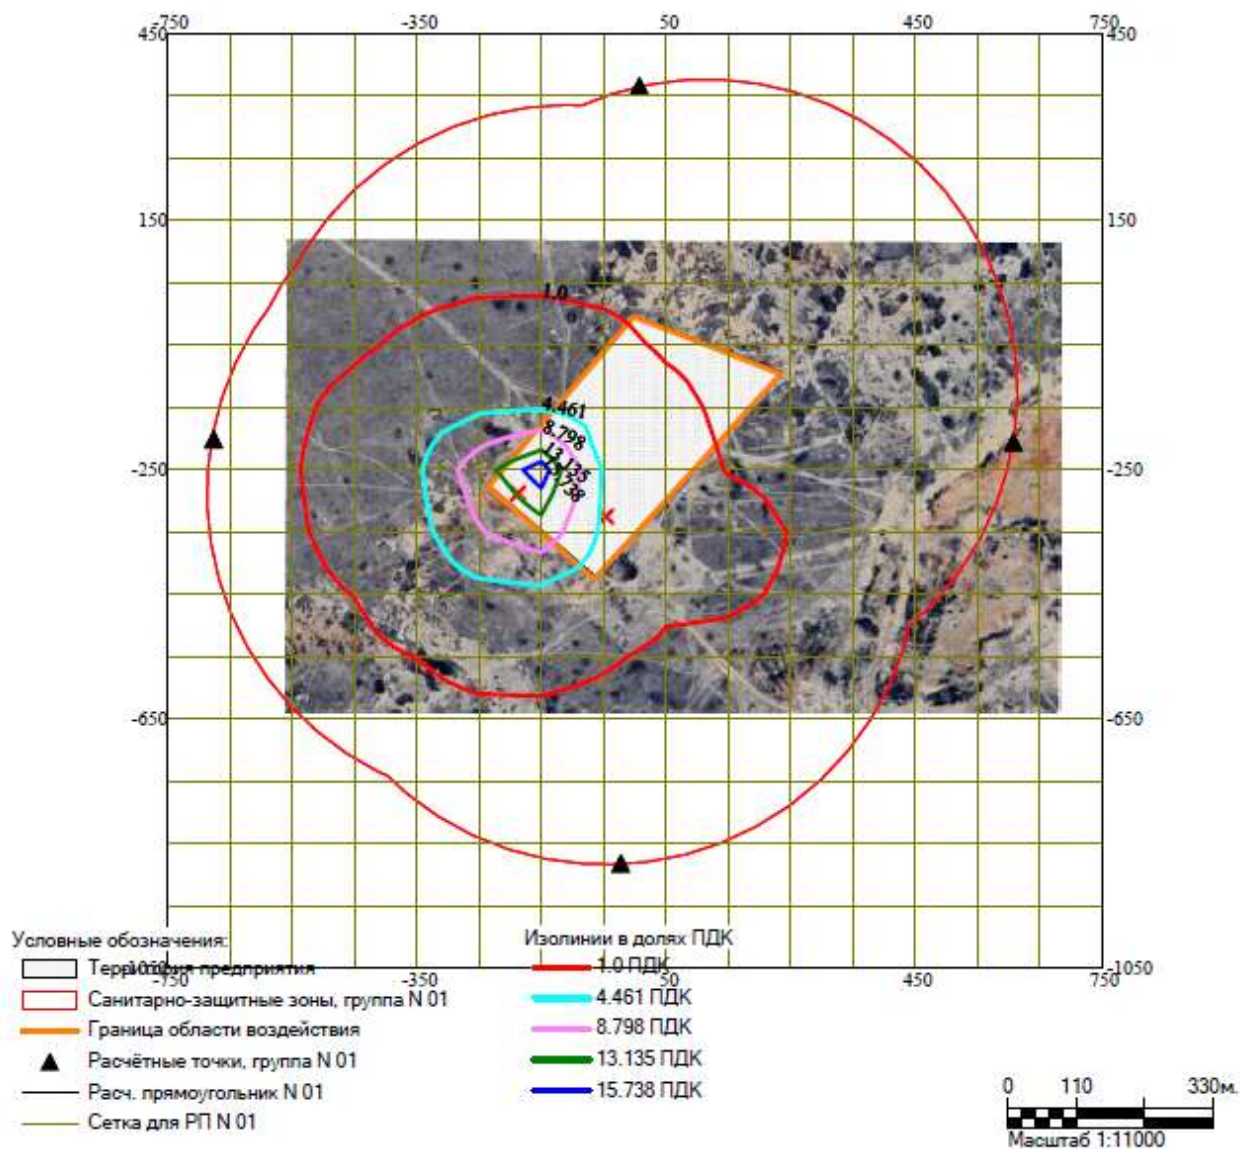 -750 -350 50 450 750
450 450
150 150
1.0
4.461
8.798
13.135
15.738
-250 -250
-650 -650
Условные обозначения:
Изолинии в долях ПДК
-1050 -1050
Территория предприятия
1.0 ПДК
-750 -350 50 450 750
Санитарно-защитные зоны, группа N 01
4.461 ПДК
Граница области воздействия
8.798 ПДК
Расчётные точки, группа N 01
13.135 ПДК
Расч. прямоугольник N 01
15.738 ПДК
Сетка для РП N 01
0 110 330м.
Масштаб 1:11000